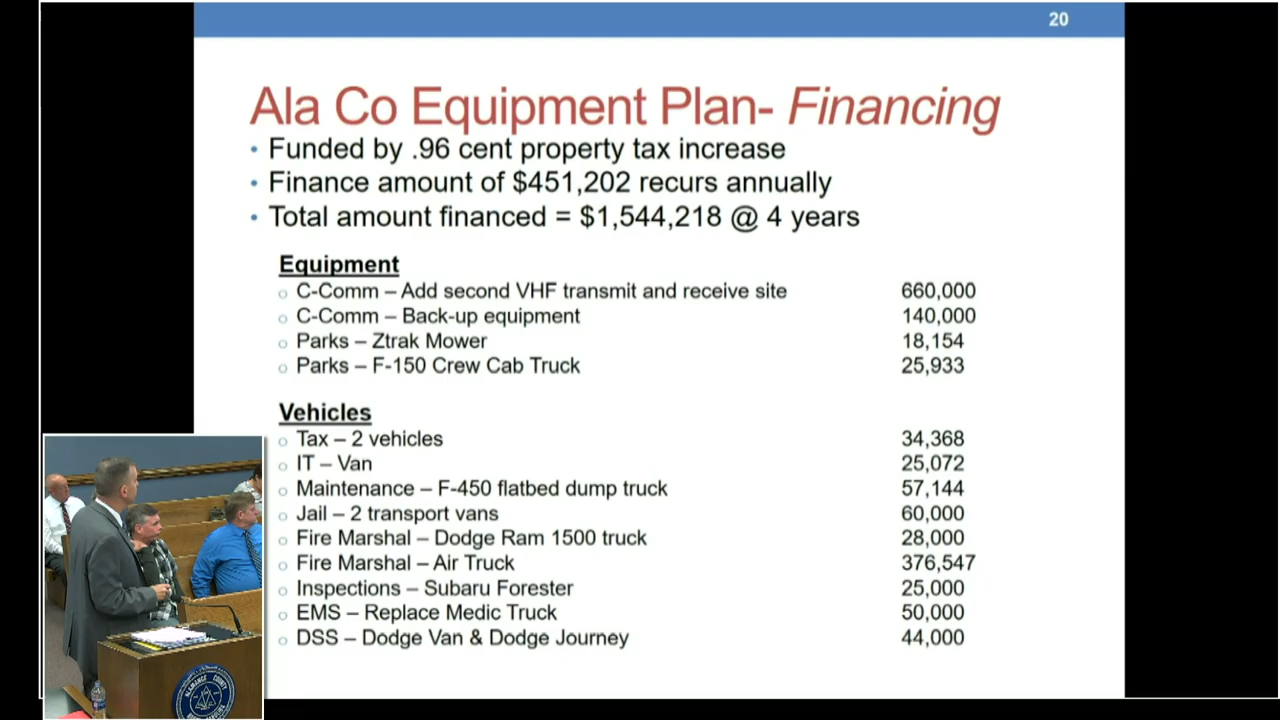 20
Ala Co Equipment Plan- Financing
• Funded by .96 cent property tax increase
• Finance amount of $451,202 recurs annually
• Total amount financed = $1,544,218 @ 4 years
Equipment
o C-Comm – Add second VHF transmit and receive site 660,000
o C-Comm – Back-up equipment 140,000
o Parks – Ztrak Mower 18,154
o Parks – F-150 Crew Cab Truck 25,933
Vehicles
o Tax – 2 vehicles 34,368
o IT – Van 25,072
o Maintenance – F-450 flatbed dump truck 57,144
o Jail – 2 transport vans 60,000
o Fire Marshal – Dodge Ram 1500 truck 28,000
o Fire Marshal – Air Truck 376,547
o Inspections – Subaru Forester 25,000
o EMS – Replace Medic Truck 50,000
o DSS – Dodge Van & Dodge Journey 44,000
ALAMANCE COUNTY